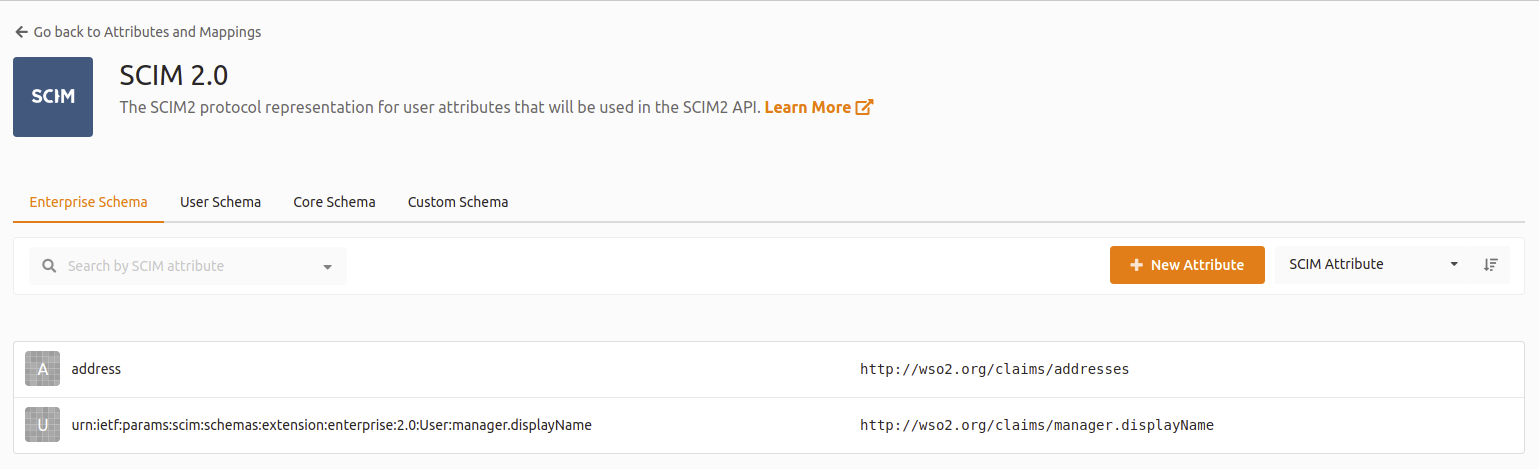 Go back to Attributes and Mappings
SCIM
SCIM 2.0
The SCIM2 protocol representation for user attributes that will be used in the SCIM2 API. Learn More
Enterprise Schema User Schema Core Schema Custom Schema
Search by SCIM attribute New Attribute SCIM Attribute
A address http://wso2.org/claims/addresses
U urn:ietf:params:scim:schemas:extension:enterprise:2.0:User:manager.displayName http://wso2.org/claims/manager.displayName